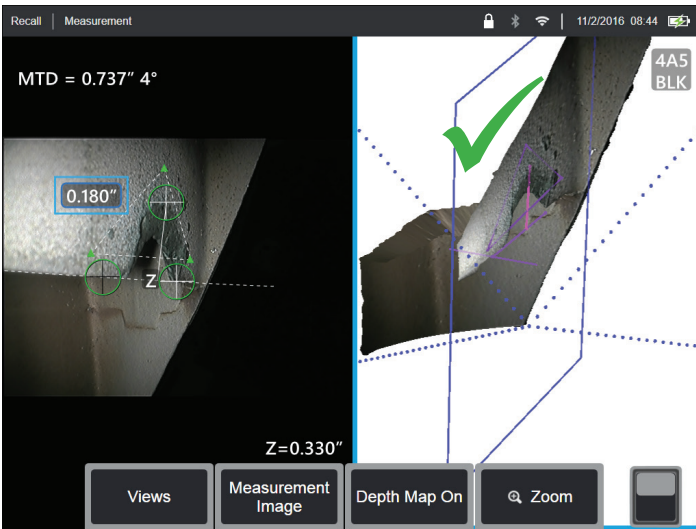 Recall | Measurement
11/2/2016 08:44
MTD = 0.737" 4°
4A5
BLK
0.180"
Z
Z=0.330"
Views
Measurement
Image
Depth Map On
Zoom